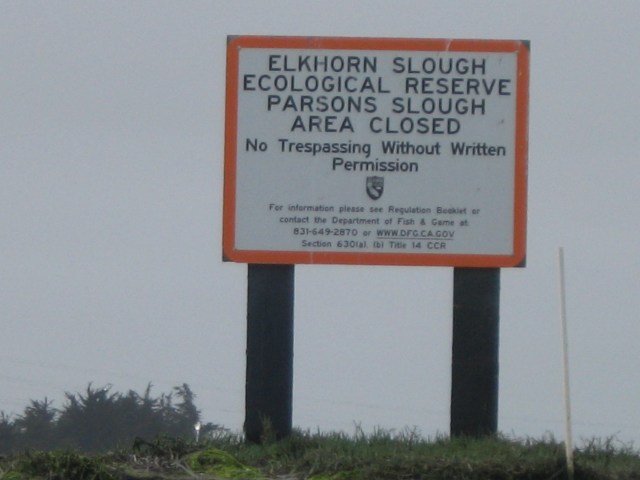 ELKHORN SLOUGH
ECOLOGICAL RESERVE
PARSONS SLOUGH
AREA CLOSED
No Trespassing Without Written
Permission
For information please see Regulation Booklet or
contact the Department of Fish & Game at
831-649-2870 or WWW.DFG.CA.GOV
Section 630(a), (b) Title 14 CCR